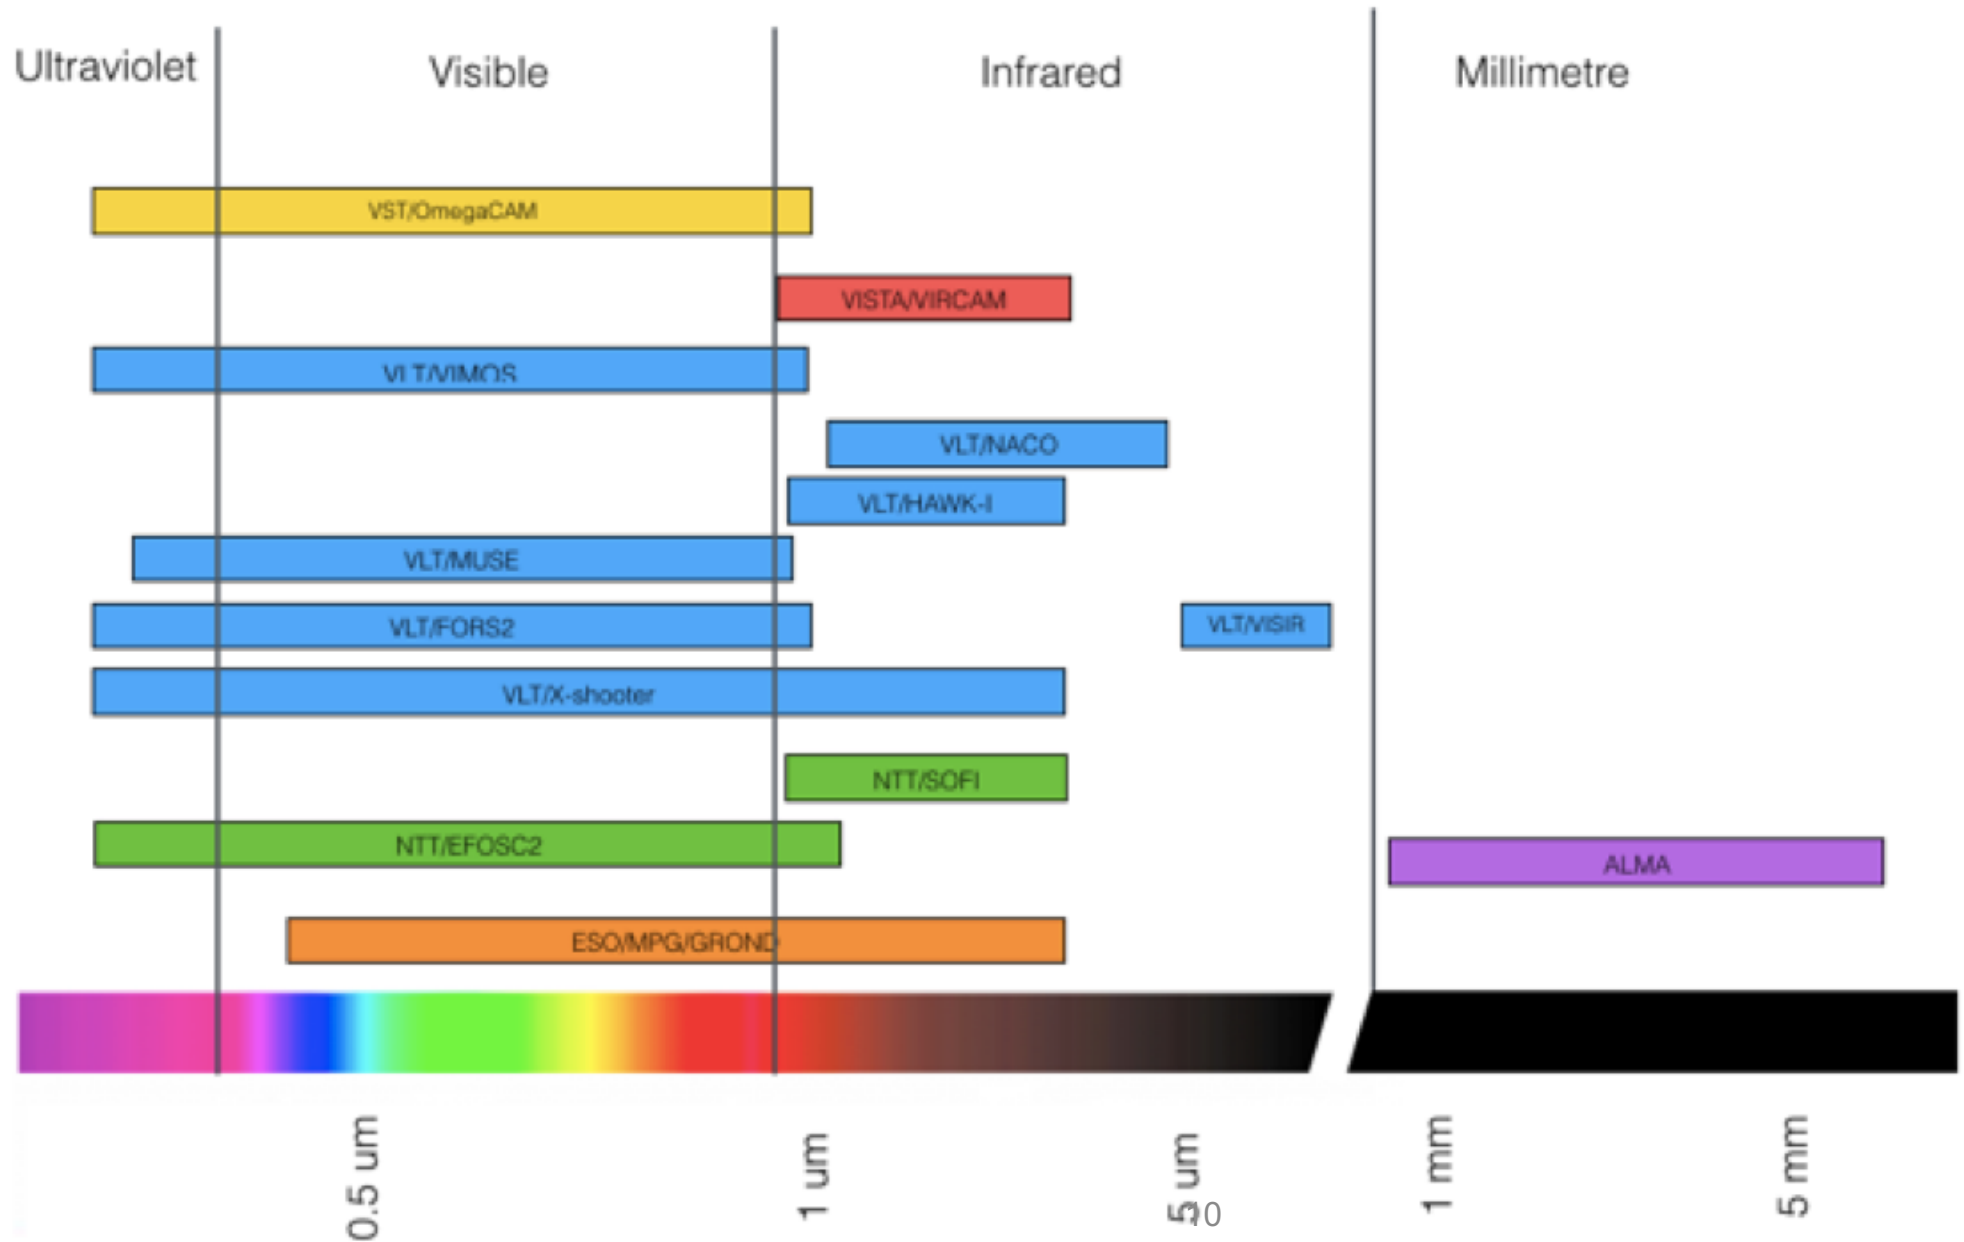 Ultraviolet
Visible
Infrared
Millimetre
VST/OmegaCAM
VISTA/VIRCAM
VLT/VIMOS
VLT/NACO
VLT/HAWK-I
VLT/MUSE
VLT/FORS2
VLT/VISIR
VLT/X-shooter
NTT/SOFI
NTT/EFOSC2
ALMA
ESO/MPG/GROND
0.5 um
1 um
5 um
1 mm
5 mm
10